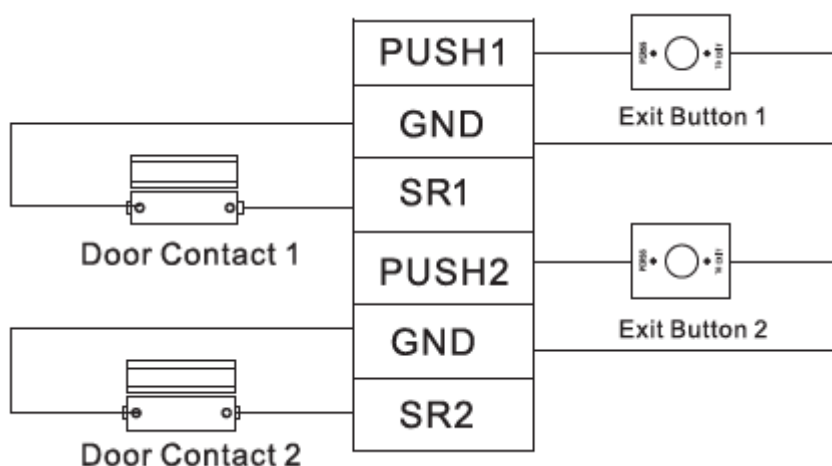 PUSH1
GND
SR1
PUSH2
GND
SR2
Door Contact 1
Door Contact 2
Exit Button 1
Exit Button 2